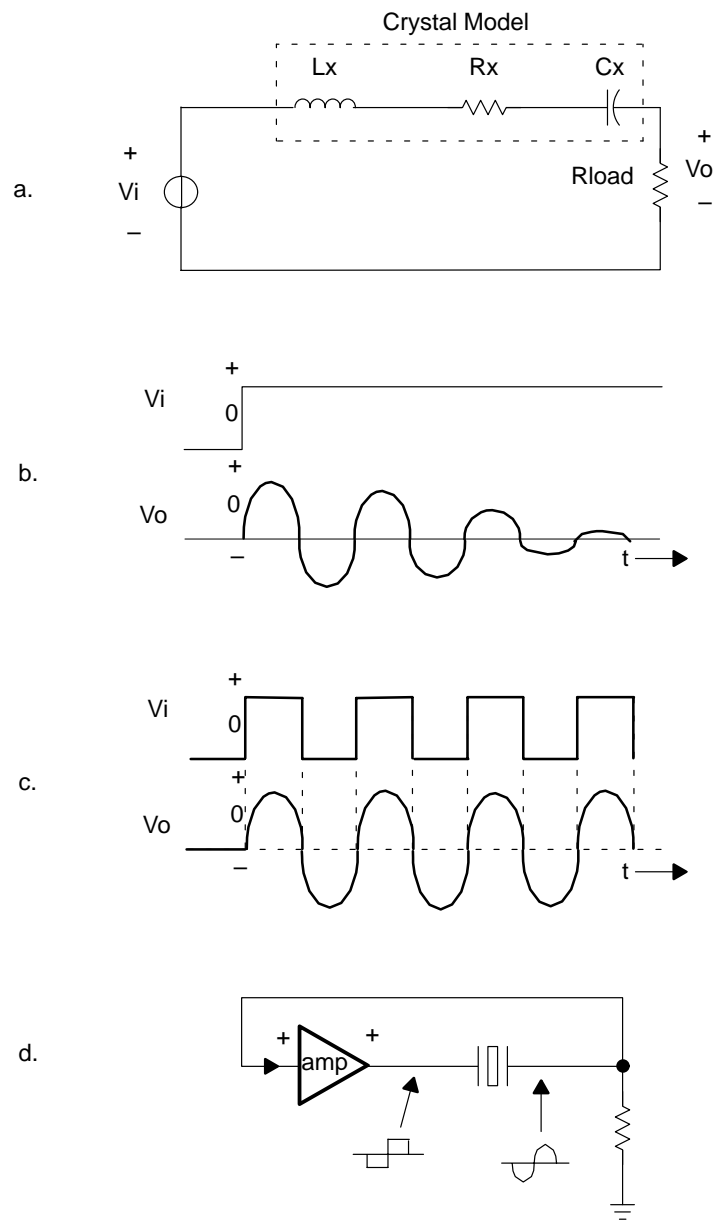 Crystal Model
Lx Rx Cx
+ +
a. Vi Rload Vo
– –
+
Vi 0
b.
+
Vo 0
– t
+
Vi 0
c.
+
Vo 0
– t
d. + amp +